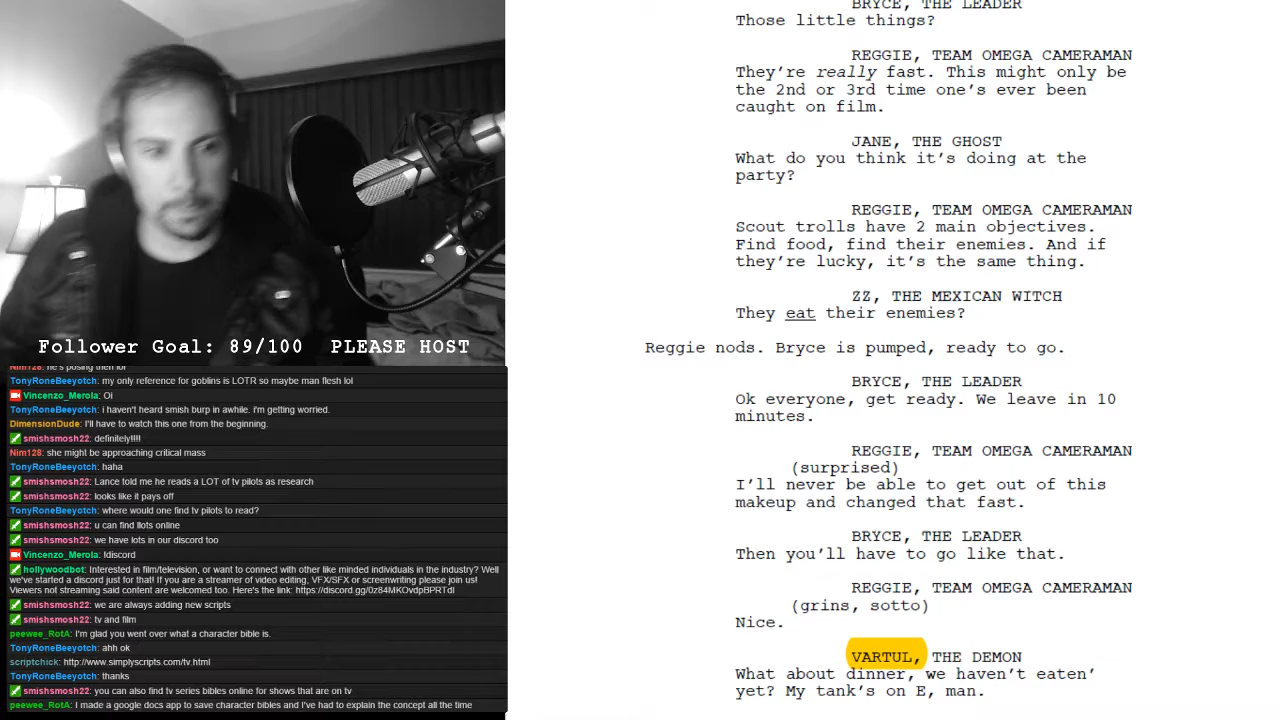 BRYCE, THE LEADER
Those little things?
REGGIE, TEAM OMEGA CAMERAMAN
They're really fast. This might only be
the 2nd or 3rd time one's ever been
caught on film.
JANE, THE GHOST
What do you think it's doing at the
party?
REGGIE, TEAM OMEGA CAMERAMAN
Scout trolls have 2 main objectives.
Find food, find their enemies. And if
they're lucky, it's the same thing.
ZZ, THE MEXICAN WITCH
They eat their enemies?
Reggie nods. Bryce is pumped, ready to go.
BRYCE, THE LEADER
Ok everyone, get ready. We leave in 10
minutes.
REGGIE, TEAM OMEGA CAMERAMAN
(surprised)
I'll never be able to get out of this
makeup and changed that fast.
BRYCE, THE LEADER
Then you'll have to go like that.
REGGIE, TEAM OMEGA CAMERAMAN
(grins, sotto)
Nice.
VARTUL, THE DEMON
What about dinner, we haven't eaten'
yet? My tank's on E, man.
Follower Goal: 89/100 PLEASE HOST
Nim128: he's posing then lol
TonyRoneBeeyotch: my only reference for goblins is LOTR so maybe man flesh lol
Vincenzo_Merola: Oi
TonyRoneBeeyotch: i haven't heard smish burp in awhile. i'm getting worried.
DimensionDude: I'll have to watch this one from the beginning.
smishsmosh22: definitely!!!!
Nim128: she might be approaching critical mass
TonyRoneBeeyotch: haha
smishsmosh22: Lance told me he reads a LOT of tv pilots as research
smishsmosh22: looks like it pays off
TonyRoneBeeyotch: where would one find tv pilots to read?
smishsmosh22: u can find llots online
smishsmosh22: we have lots in our discord too
Vincenzo_Merola: !discord
hollywoodbot: Interested in film/television, or want to connect with other like minded individuals in the industry? Well
we've started a discord just for that! If you are a streamer of video editing, VFX/SFX or screenwriting please join us!
Viewers not streaming said content are welcomed too. Here's the link: https://discord.gg/0z84MKOvdpBPRTdI
smishsmosh22: we are always adding new scripts
smishsmosh22: tv and film
peewee_RotA: I'm glad you went over what a character bible is.
TonyRoneBeeyotch: ahh ok
scriptchick: http://www.simplyscripts.com/tv.html
TonyRoneBeeyotch: thanks
smishsmosh22: you can also find tv series bibles online for shows that are on tv
peewee_RotA: I made a google docs app to save character bibles and I've had to explain the concept all the time